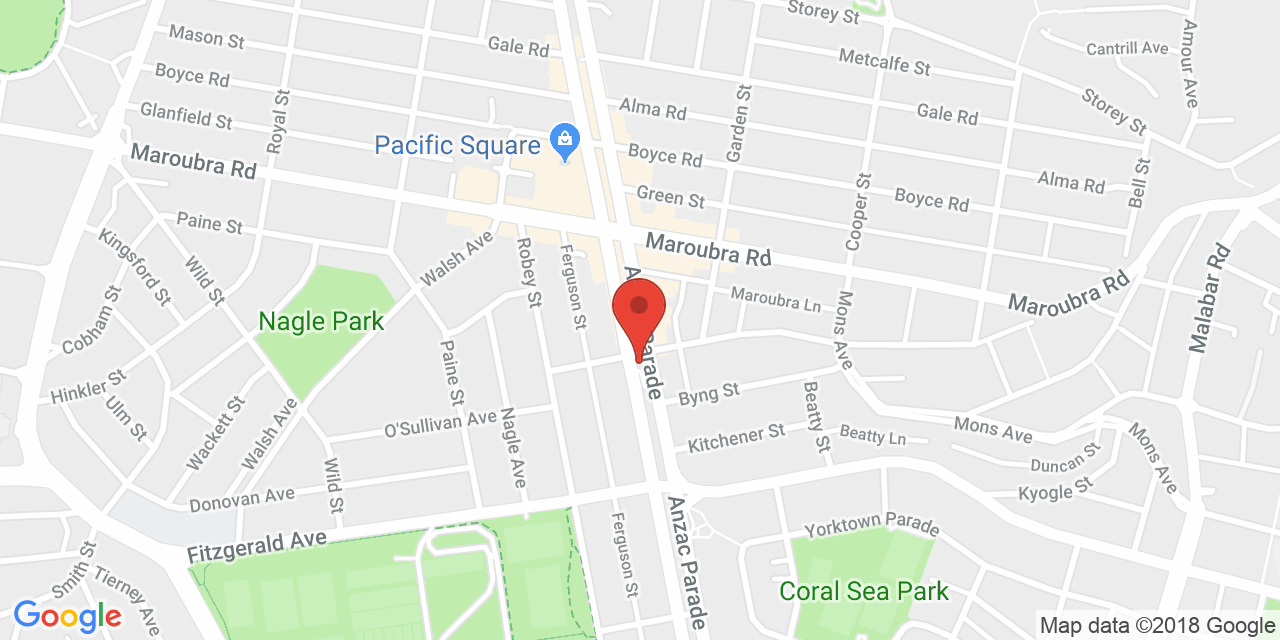 Storey St
Mason St
Gale Rd
Cantrill Ave
Amour Ave
Metcalfe St
Boyce Rd
Glanfield St
Royal St
Alma Rd
Garden St
Gale Rd
Storey St
Pacific Square
Maroubra Rd
Boyce Rd
Green St
Alma Rd
Bell St
Boyce Rd
Cooper St
Paine St
Kingsford St
Wild St
Walsh Ave
Robey St
Ferguson St
Maroubra Rd
Maroubra Ln
Maroubra Rd
Malabar Rd
Cobham St
Nagle Park
Mons Ave
Parade
Hinkler St
Ulm St
Wackett St
Walsh Ave
Paine St
Nagle Ave
O'Sullivan Ave
Byng St
Kitchener St
Beatty St
Beatty Ln
Mons Ave
Mons Ave
Duncan St
Kyogle St
Donovan Ave
Wild St
Fitzgerald Ave
Ferguson St
Anzac Parade
Yorktown Parade
Smith St
Tierney Ave
Coral Sea Park
Google
Map data ©2018 Google